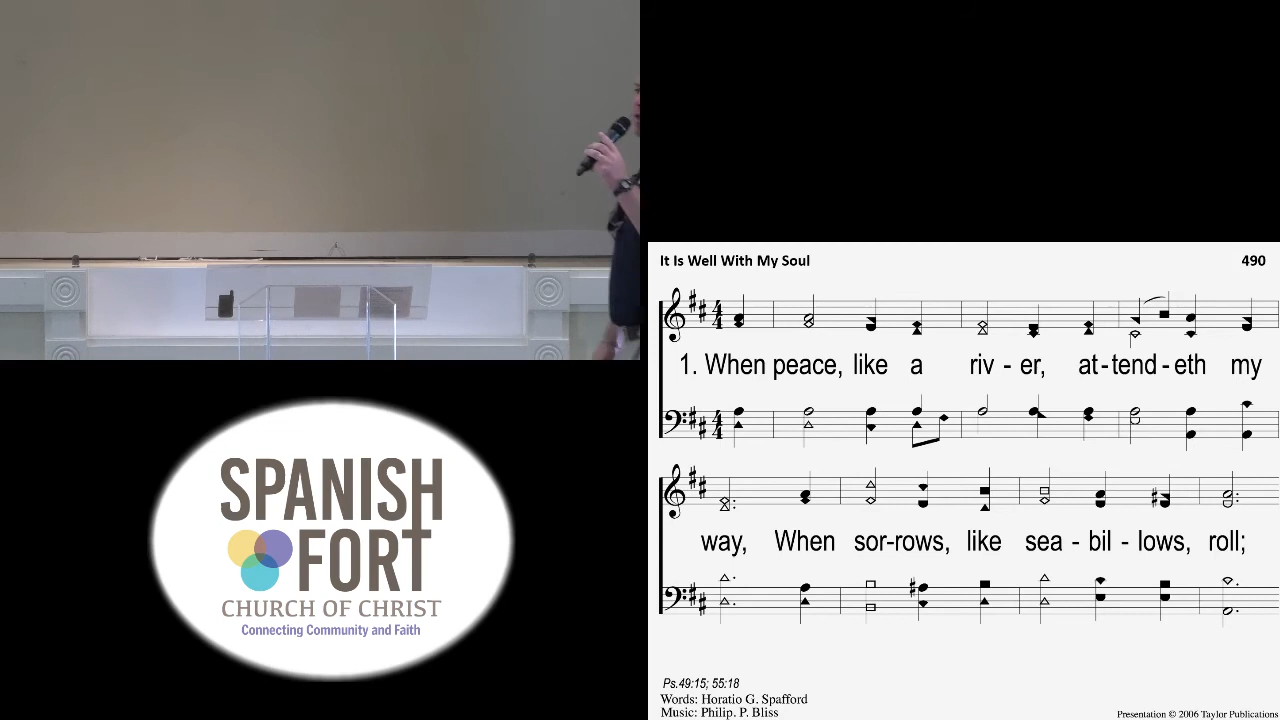 It Is Well With My Soul 490
1. When peace, like a riv - er, at - tend - eth my
way, When sor-rows, like sea - bil - lows, roll;
Ps.49:15; 55:18
Words: Horatio G. Spafford
Music: Philip. P. Bliss
Presentation © 2006 Taylor Publications
SPANISH
FORT
CHURCH OF CHRIST
Connecting Community and Faith